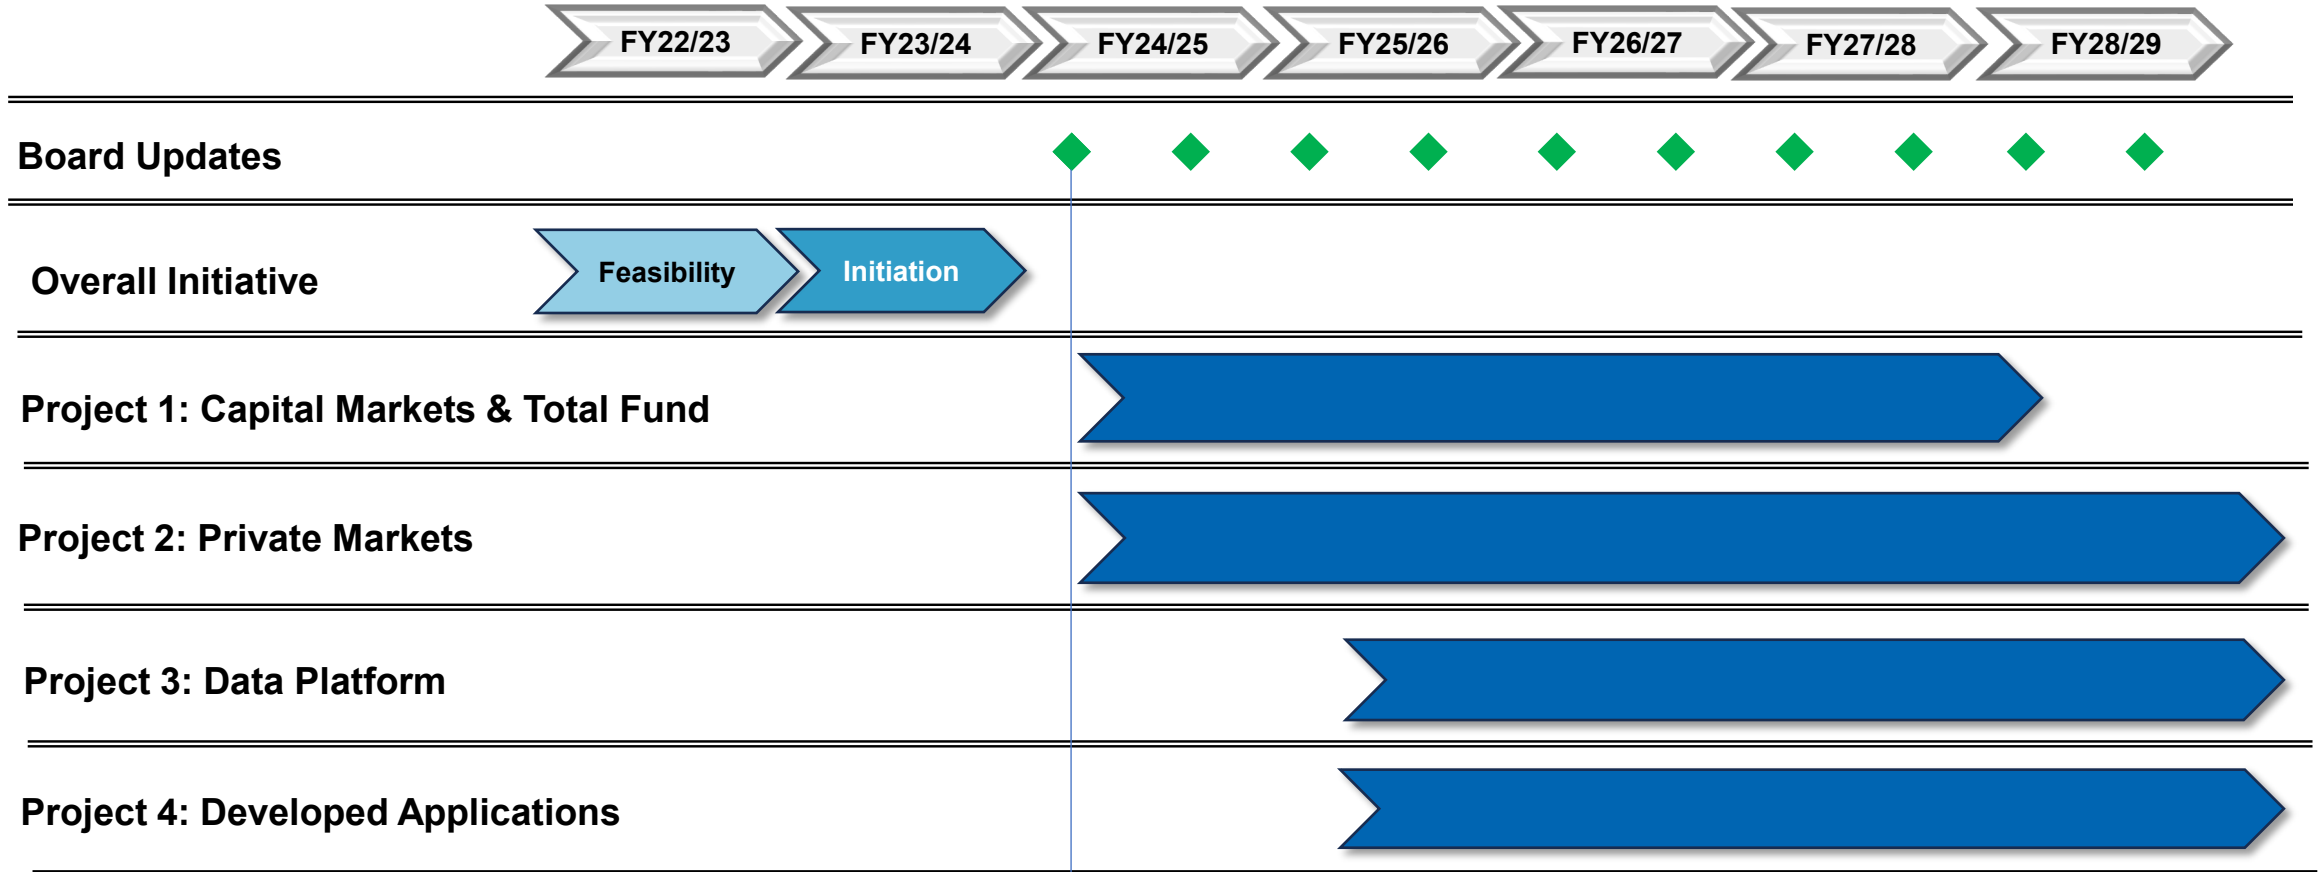 FY22/23 FY23/24 FY24/25 FY25/26 FY26/27 FY27/28 FY28/29
Board Updates
Overall Initiative Feasibility Initiation
Project 1: Capital Markets & Total Fund
Project 2: Private Markets
Project 3: Data Platform
Project 4: Developed Applications